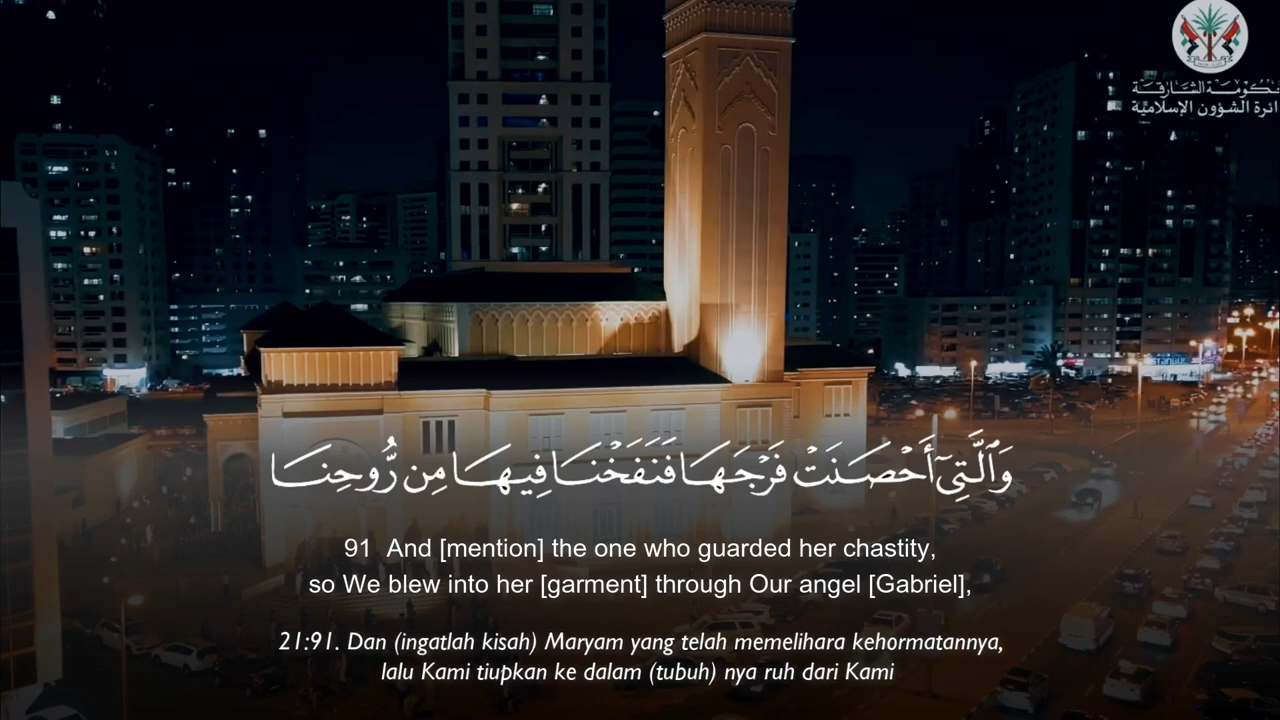 حكومة الشارقة
دائرة الشؤون الإسلامية
وَٱلَّتِىٓ أَحْصَنَتْ فَرْجَهَا فَنَفَخْنَا فِيهَا مِن رُّوحِنَا
91 And [mention] the one who guarded her chastity,
so We blew into her [garment] through Our angel [Gabriel],
21:91. Dan (ingatlah kisah) Maryam yang telah memelihara kehormatannya,
lalu Kami tiupkan ke dalam (tubuh) nya ruh dari Kami